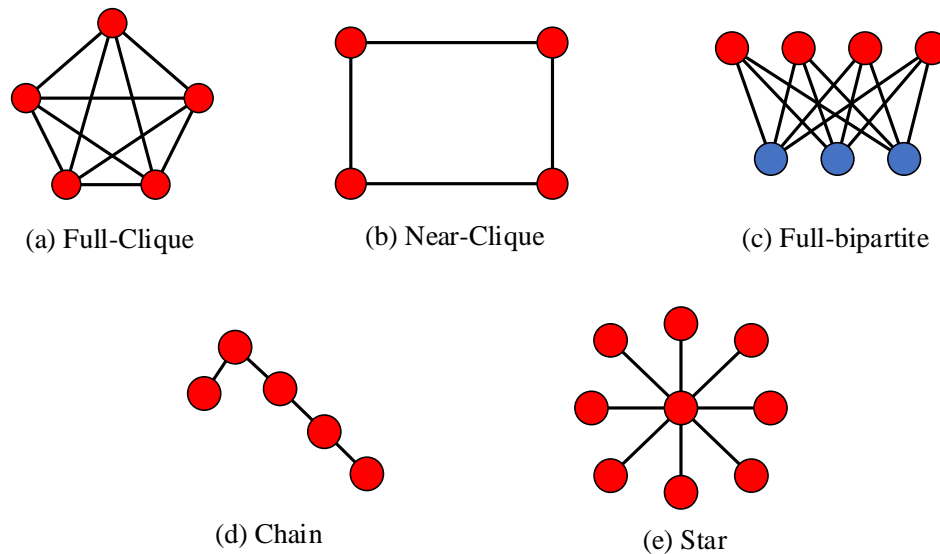 (a) Full-Clique
(b) Near-Clique
(c) Full-bipartite
(d) Chain
(e) Star